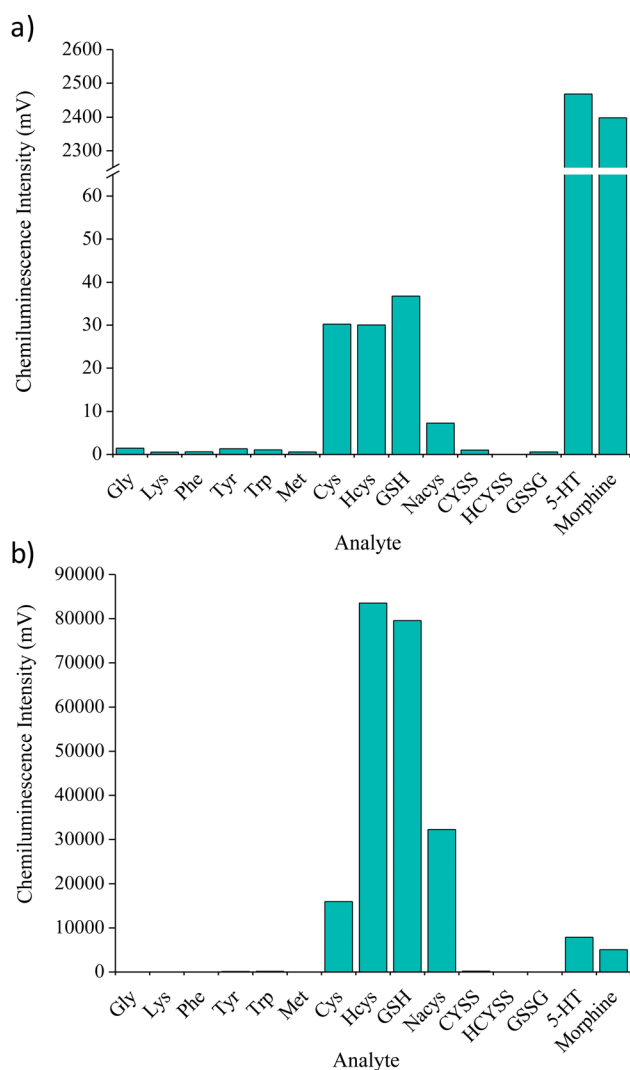 a)
2600
2500
2400
2300
60
50
40
30
20
10
0
Chemiluminescence Intensity (mV)
Gly Lys Phe Tyr Trp Met Cys Hcys GSH Nacys CYSS HCYSS GSSG 5-HT Morphine
Analyte
b)
90000
80000
70000
60000
50000
40000
30000
20000
10000
0
Chemiluminescence Intensity (mV)
Gly Lys Phe Tyr Trp Met Cys Hcys GSH Nacys CYSS HCYSS GSSG 5-HT Morphine
Analyte